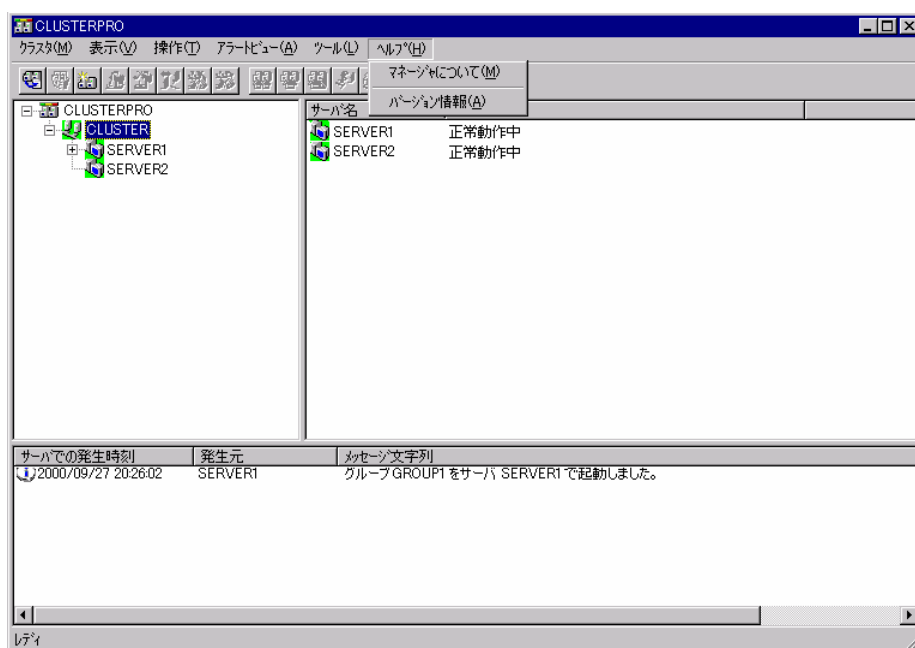 CLUSTERPRO
クラスタ(M) 表示(V) 操作(T) アラートビュー(A) ツール(L) ヘルプ(H)
マネージャについて(M)
バージョン情報(A)
CLUSTERPRO
CLUSTER
SERVER1
SERVER2
サーバ名
SERVER1 正常動作中
SERVER2 正常動作中
サーバでの発生時刻 発生元 メッセージ文字列
2000/09/27 20:26:02 SERVER1 グループ GROUP1 をサーバ SERVER1 で起動しました。
レディ